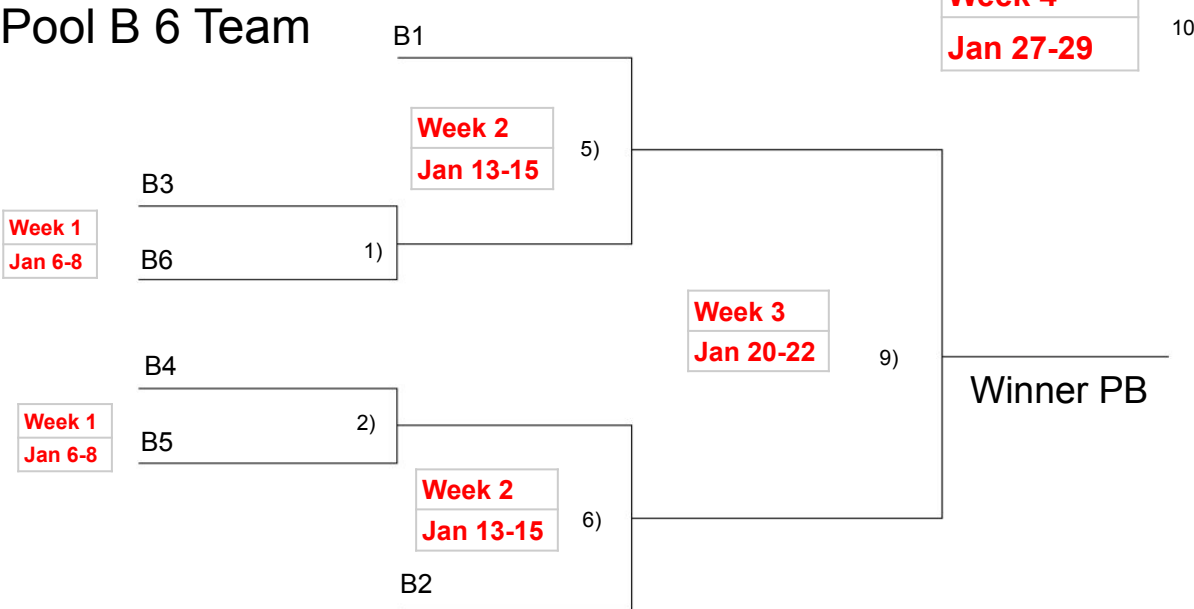 Week 4
Pool B 6 Team
B1
10
Jan 27-29
Week 2
Jan 13-15
5)
B3
Week 1
Jan 6-8
B6
1)
Week 3
Jan 20-22
9)
B4
Winner PB
Week 1
Jan 6-8
2)
B5
Week 2
Jan 13-15
6)
B2